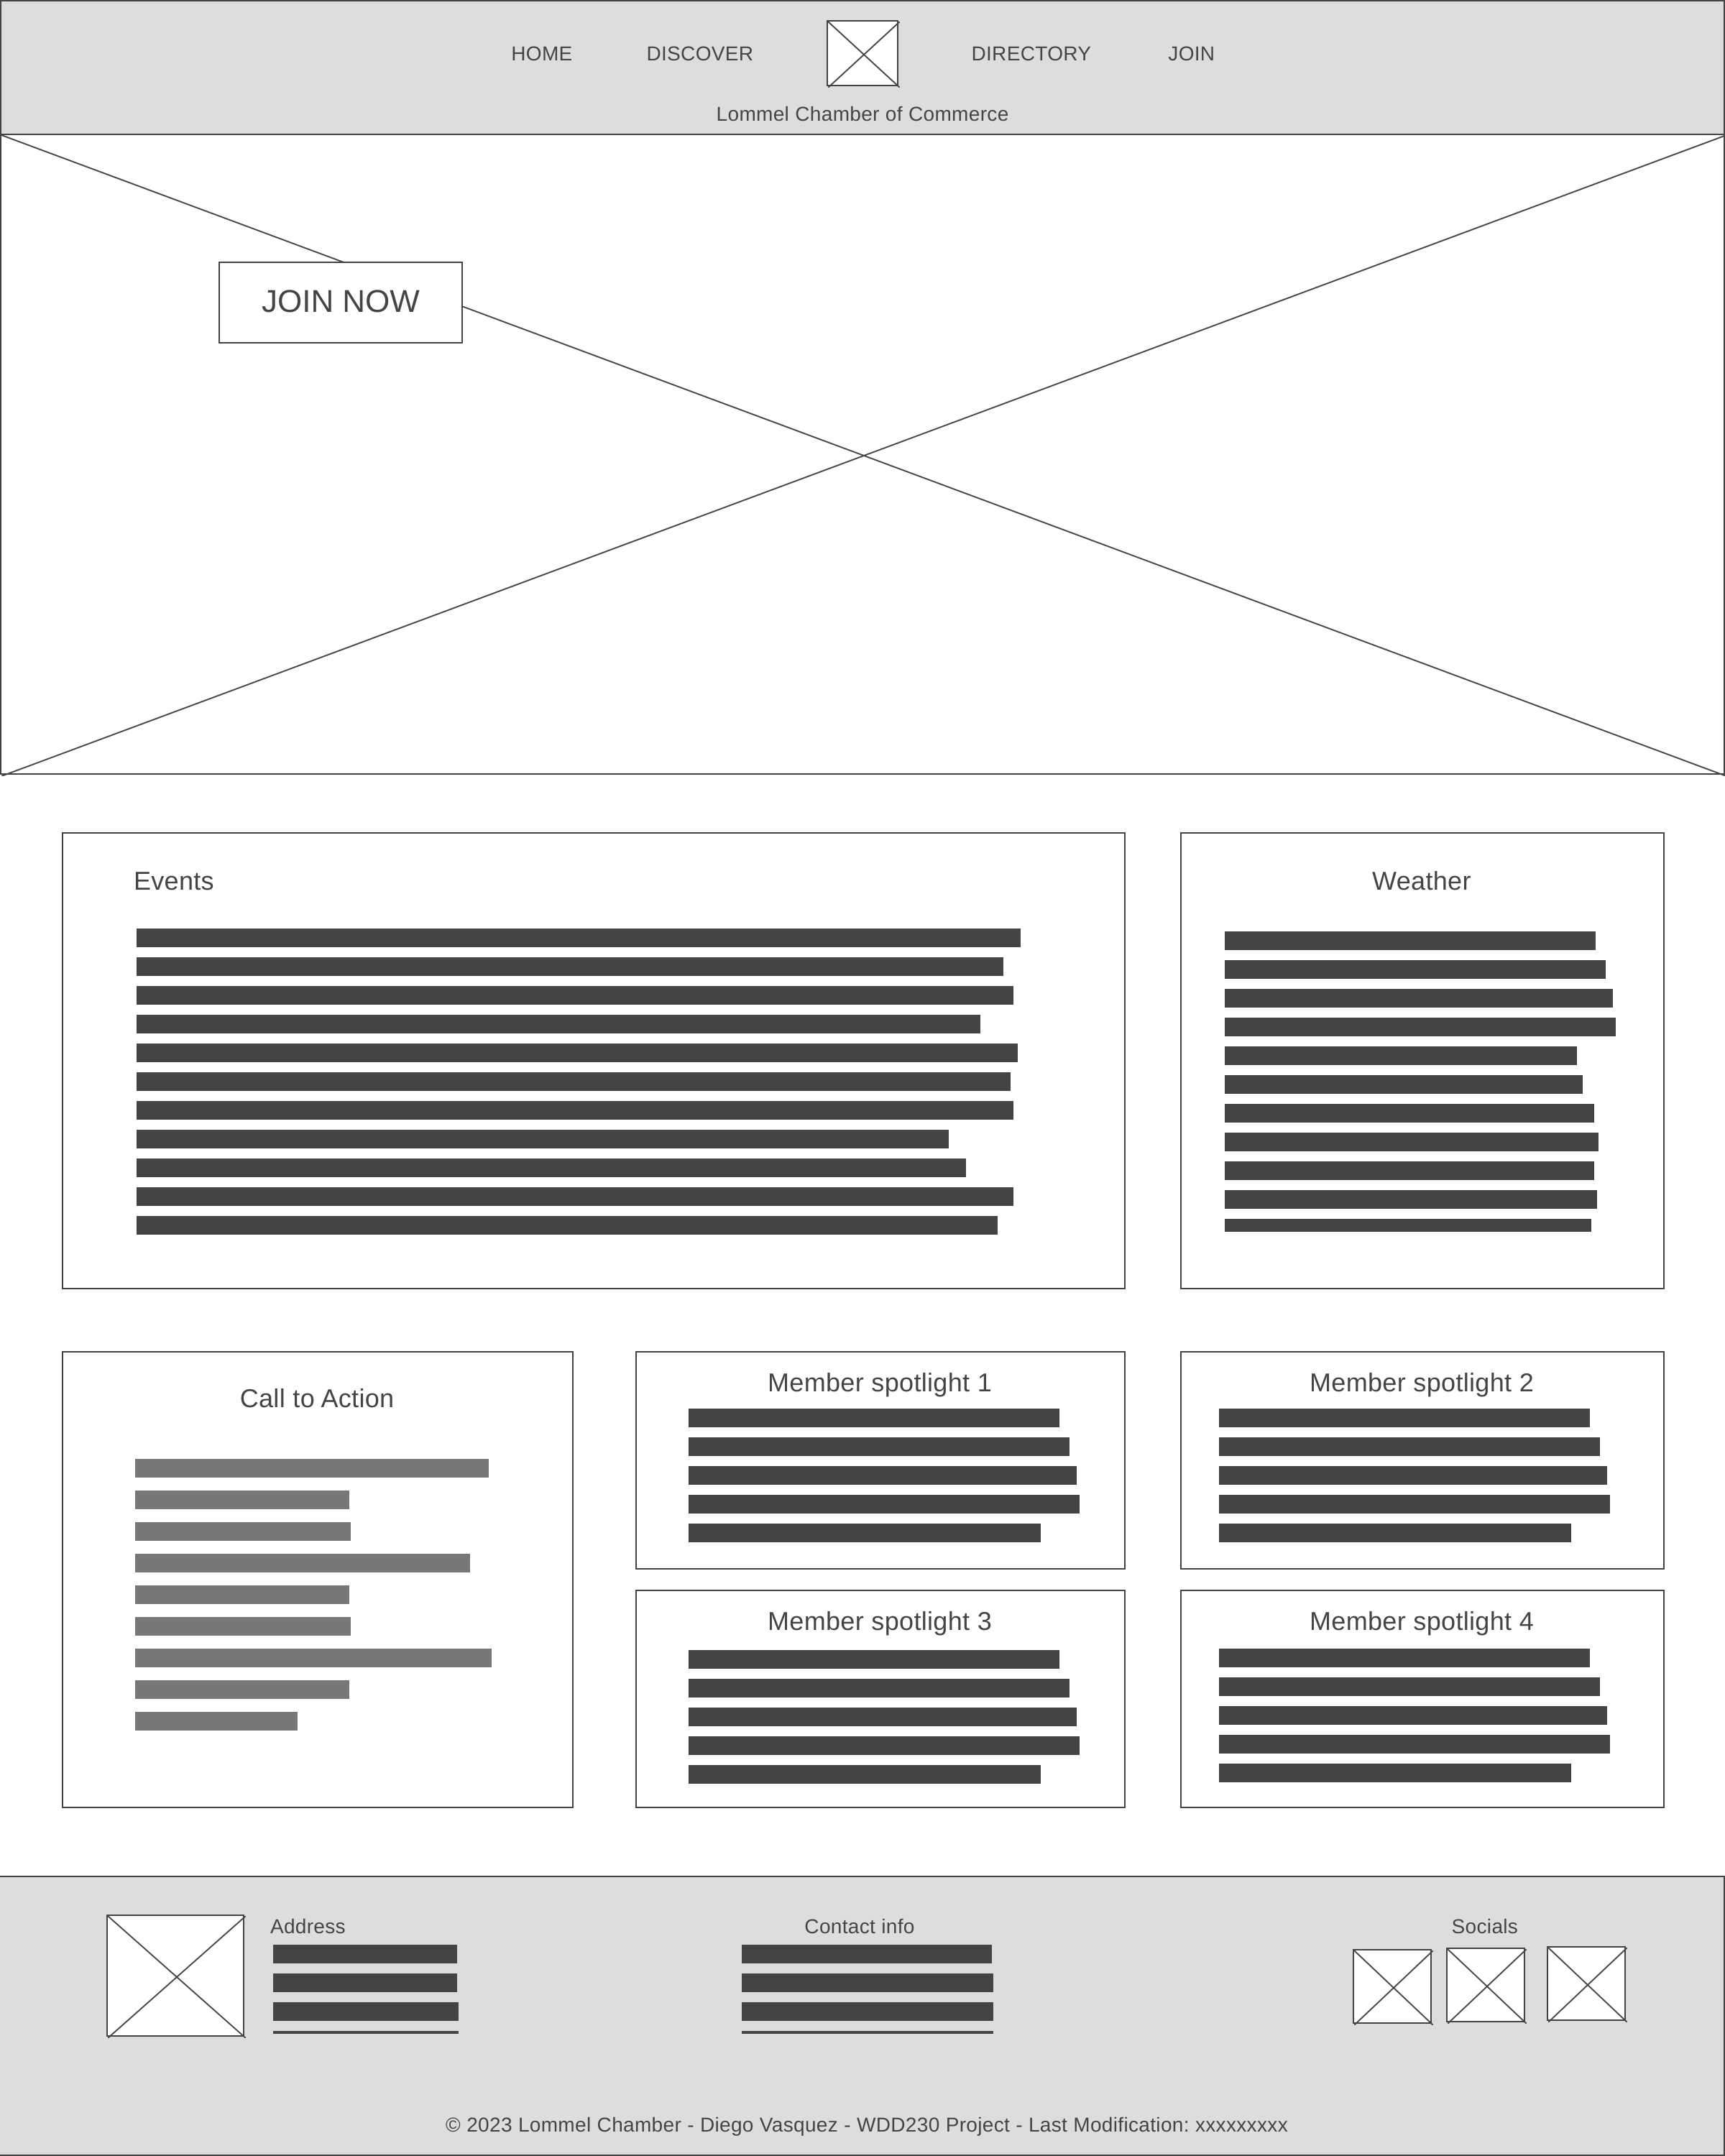 HOME DISCOVER DIRECTORY JOIN
Lommel Chamber of Commerce
JOIN NOW
Events
Weather
Call to Action
Member spotlight 1
Member spotlight 2
Member spotlight 3
Member spotlight 4
Address
Contact info
Socials
© 2023 Lommel Chamber - Diego Vasquez - WDD230 Project - Last Modification: xxxxxxxxx